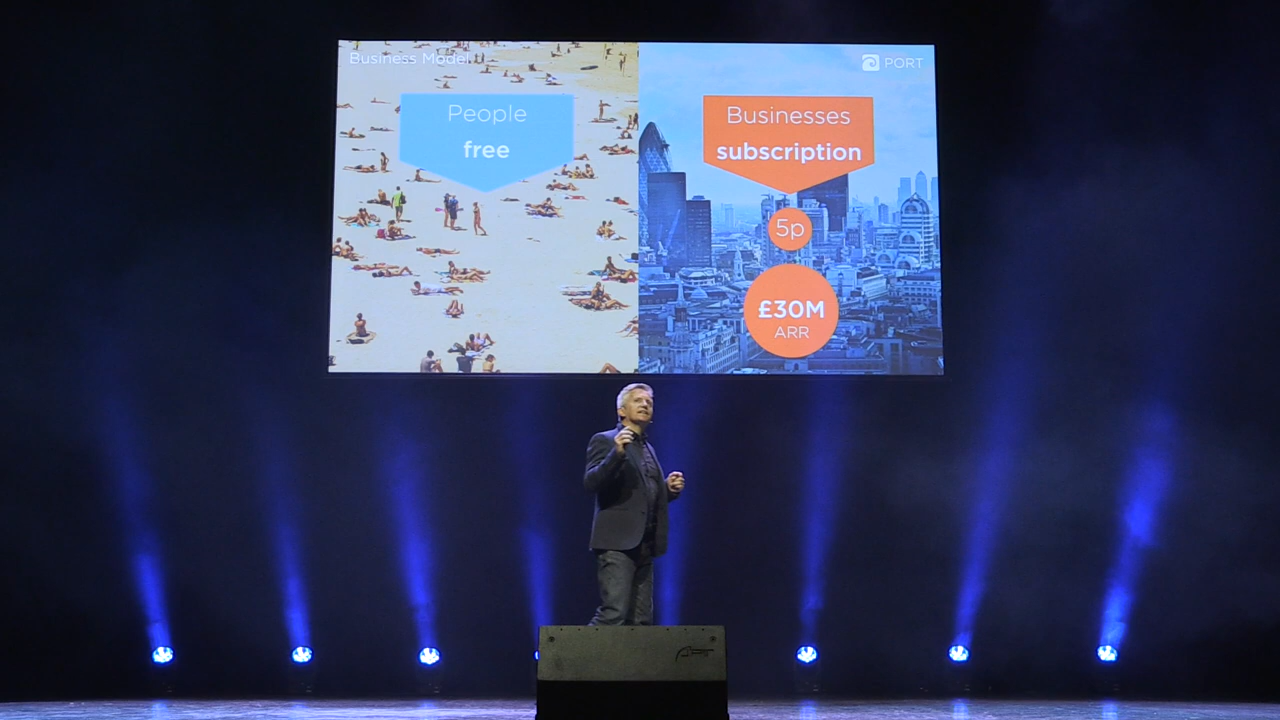 Business Model
PORT
People
free
Businesses
subscription
5p
£30M
ARR